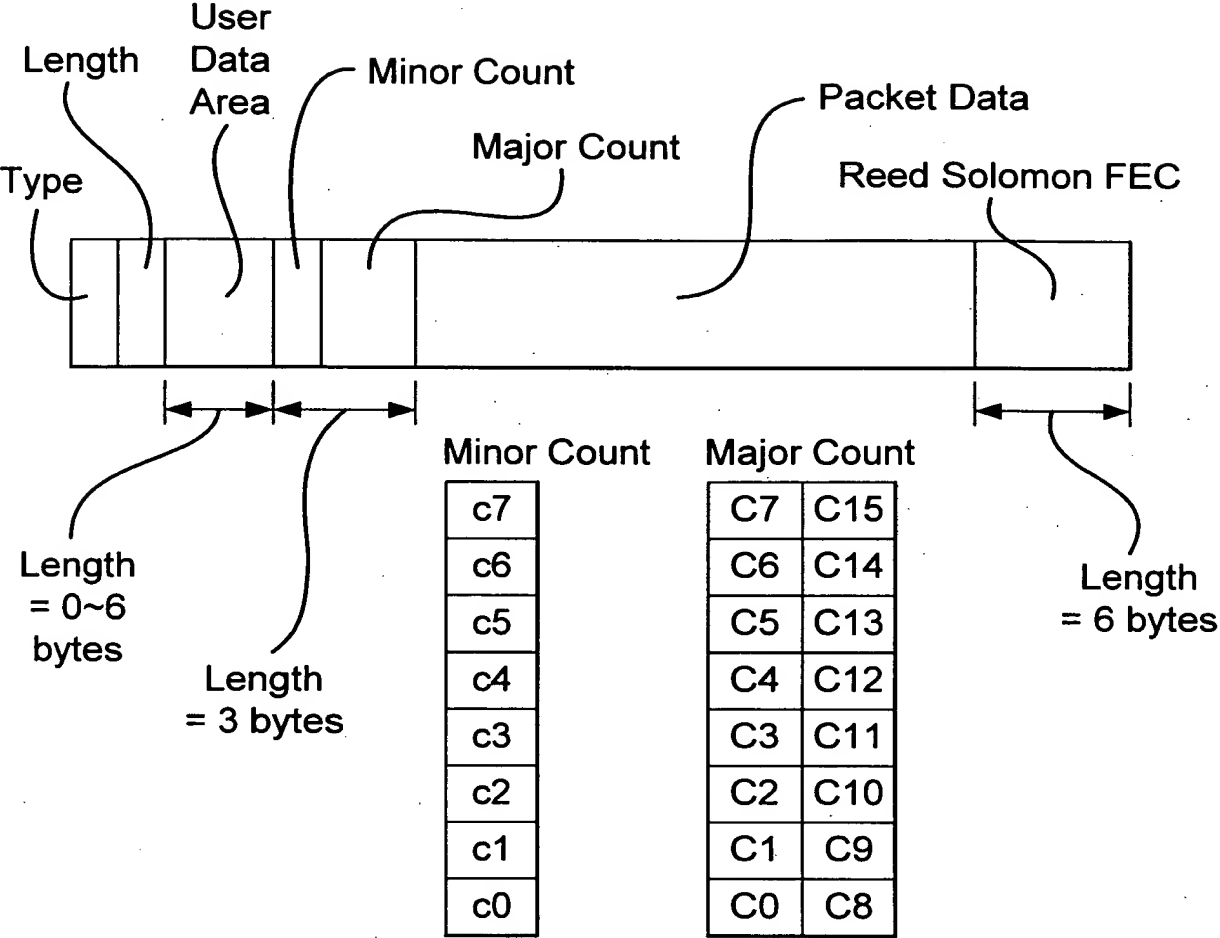 User
Data
Area
Length
Minor Count
Packet Data
Major Count
Type
Reed Solomon FEC
Length
= 0~6
bytes
Length
= 3 bytes
Length
= 6 bytes
Minor Count
Major Count
c7
C7 C15
c6
C6 C14
c5
C5 C13
c4
C4 C12
c3
C3 C11
c2
C2 C10
c1
C1 C9
c0
C0 C8